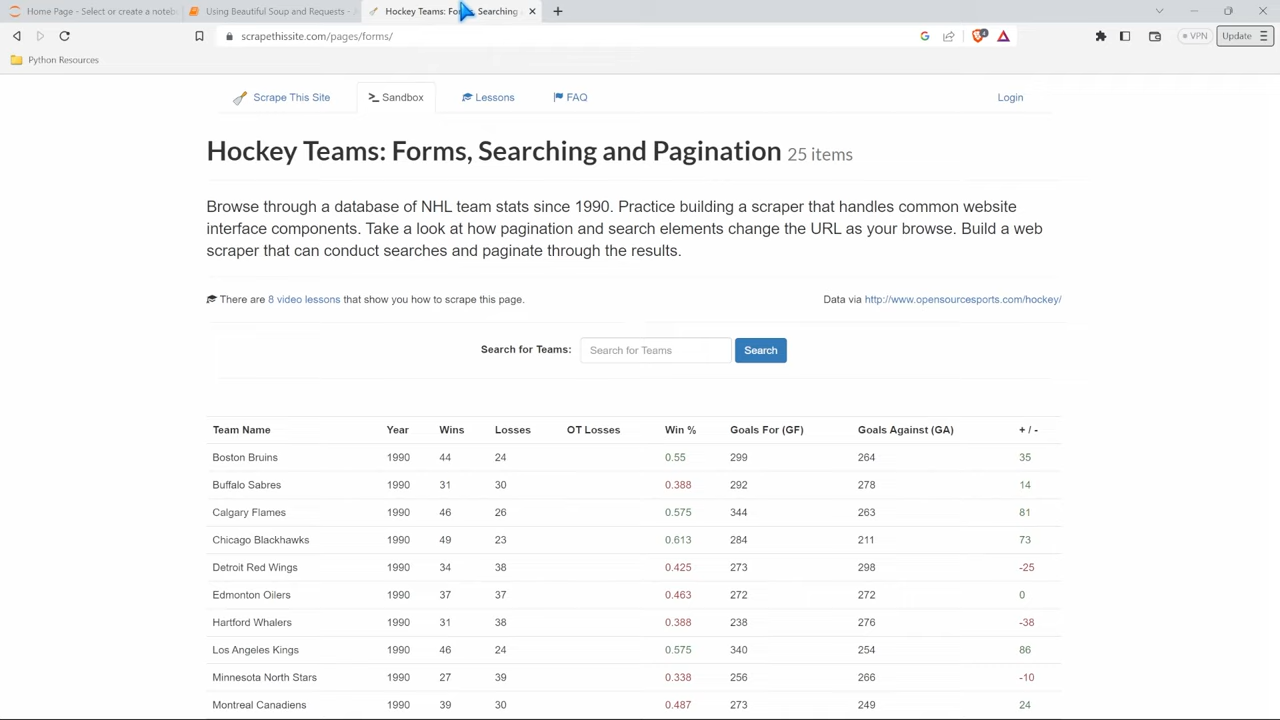 Home Page - Select or create a noteb
Using Beautiful Soup and Requests -
Hockey Teams: Forms, Searching
scrapethissite.com/pages/forms/
VPN
Update
Python Resources
Scrape This Site
Sandbox
Lessons
FAQ
Login
Hockey Teams: Forms, Searching and Pagination 25 items
Browse through a database of NHL team stats since 1990. Practice building a scraper that handles common website
interface components. Take a look at how pagination and search elements change the URL as your browse. Build a web
scraper that can conduct searches and paginate through the results.
There are 8 video lessons that show you how to scrape this page.
Data via http://www.opensourcesports.com/hockey/
Search for Teams:
Search for Teams
Search
Team Name Year Wins Losses OT Losses Win % Goals For (GF) Goals Against (GA) + / -
Boston Bruins 1990 44 24 0.55 299 264 35
Buffalo Sabres 1990 31 30 0.388 292 278 14
Calgary Flames 1990 46 26 0.575 344 263 81
Chicago Blackhawks 1990 49 23 0.613 284 211 73
Detroit Red Wings 1990 34 38 0.425 273 298 -25
Edmonton Oilers 1990 37 37 0.463 272 272 0
Hartford Whalers 1990 31 38 0.388 238 276 -38
Los Angeles Kings 1990 46 24 0.575 340 254 86
Minnesota North Stars 1990 27 39 0.338 256 266 -10
Montreal Canadiens 1990 39 30 0.487 273 249 24